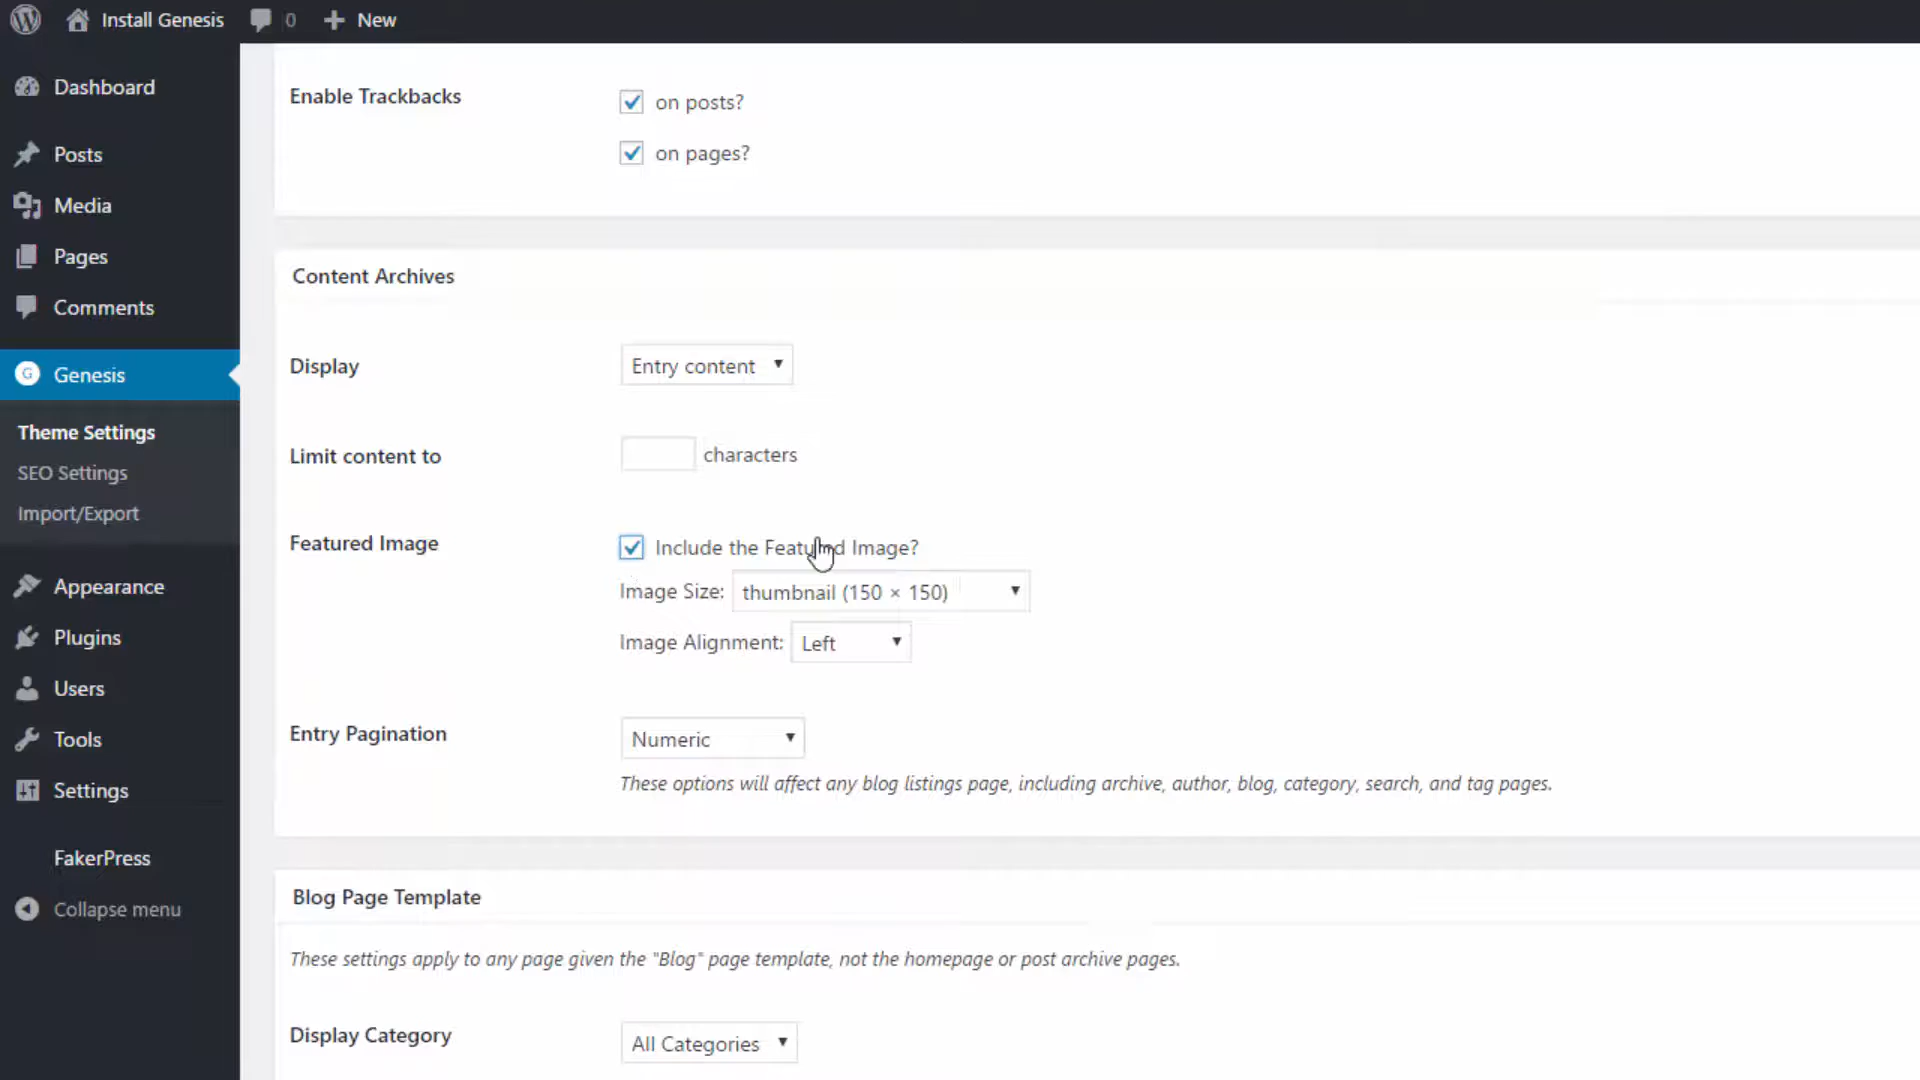 Install Genesis 0 New
Dashboard
Posts
Media
Pages
Comments
Genesis
Theme Settings
SEO Settings
Import/Export
Appearance
Plugins
Users
Tools
Settings
FakerPress
Collapse menu
Enable Trackbacks
on posts?
on pages?
Content Archives
Display Entry content
Limit content to characters
Featured Image Include the Featured Image?
Image Size: thumbnail (150 × 150)
Image Alignment: Left
Entry Pagination Numeric
These options will affect any blog listings page, including archive, author, blog, category, search, and tag pages.
Blog Page Template
These settings apply to any page given the "Blog" page template, not the homepage or post archive pages.
Display Category All Categories